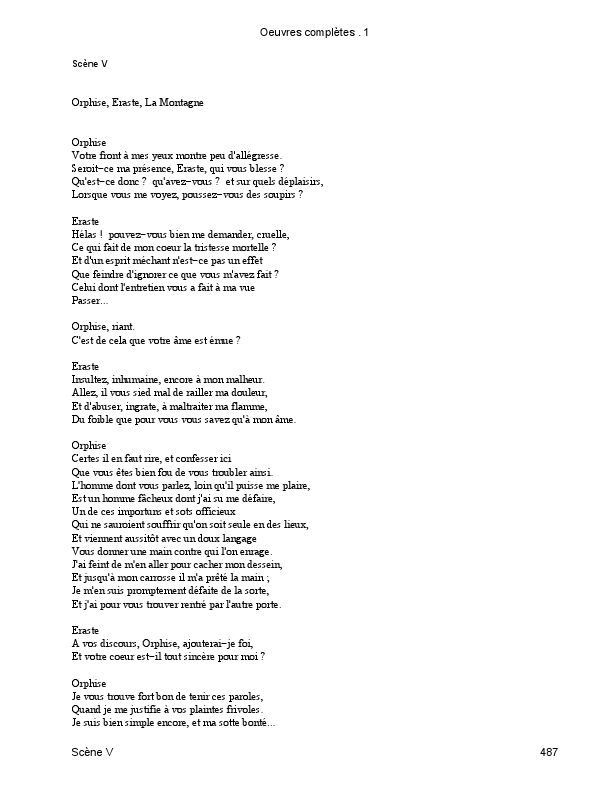 Oeuvres complètes . 1
Scène V
Orphise, Eraste, La Montagne
Orphise
Votre front à mes yeux montre peu d'allégresse.
Seroit−ce ma présence, Eraste, qui vous blesse ?
Qu'est−ce donc ? qu'avez−vous ? et sur quels déplaisirs,
Lorsque vous me voyez, poussez−vous des soupirs ?
Eraste
Hélas ! pouvez−vous bien me demander, cruelle,
Ce qui fait de mon coeur la tristesse mortelle ?
Et d'un esprit méchant n'est−ce pas un effet
Que feindre d'ignorer ce que vous m'avez fait ?
Celui dont l'entretien vous a fait à ma vue
Passer...
Orphise, riant.
C'est de cela que votre âme est émue ?
Eraste
Insultez, inhumaine, encore à mon malheur.
Allez, il vous sied mal de railler ma douleur,
Et d'abuser, ingrate, à maltraiter ma flamme,
Du foible que pour vous vous savez qu'à mon âme.
Orphise
Certes il en faut rire, et confesser ici
Que vous êtes bien fou de vous troubler ainsi.
L'homme dont vous parlez, loin qu'il puisse me plaire,
Est un homme fâcheux dont j'ai su me défaire,
Un de ces importuns et sots officieux
Qui ne sauroient souffrir qu'on soit seule en des lieux,
Et viennent aussitôt avec un doux langage
Vous donner une main contre qui l'on enrage.
J'ai feint de m'en aller pour cacher mon dessein,
Et jusqu'à mon carrosse il m'a prêté la main ;
Je m'en suis promptement défaite de la sorte,
Et j'ai pour vous trouver rentré par l'autre porte.
Eraste
A vos discours, Orphise, ajouterai−je foi,
Et votre coeur est−il tout sincère pour moi ?
Orphise
Je vous trouve fort bon de tenir ces paroles,
Quand je me justifie à vos plaintes frivoles.
Je suis bien simple encore, et ma sotte bonté...
Scène V
487